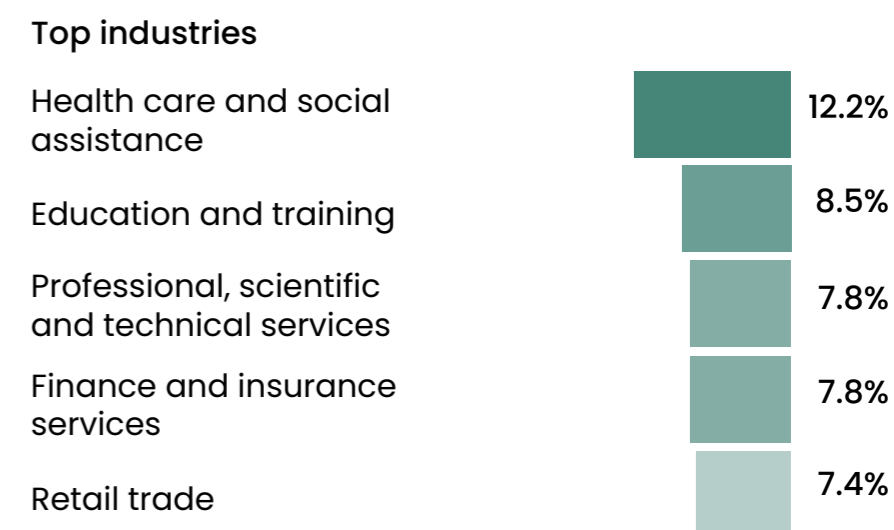 Top industries
Health care and social
assistance
12.2%
Education and training
8.5%
Professional, scientific
and technical services
7.8%
Finance and insurance
services
7.8%
Retail trade
7.4%